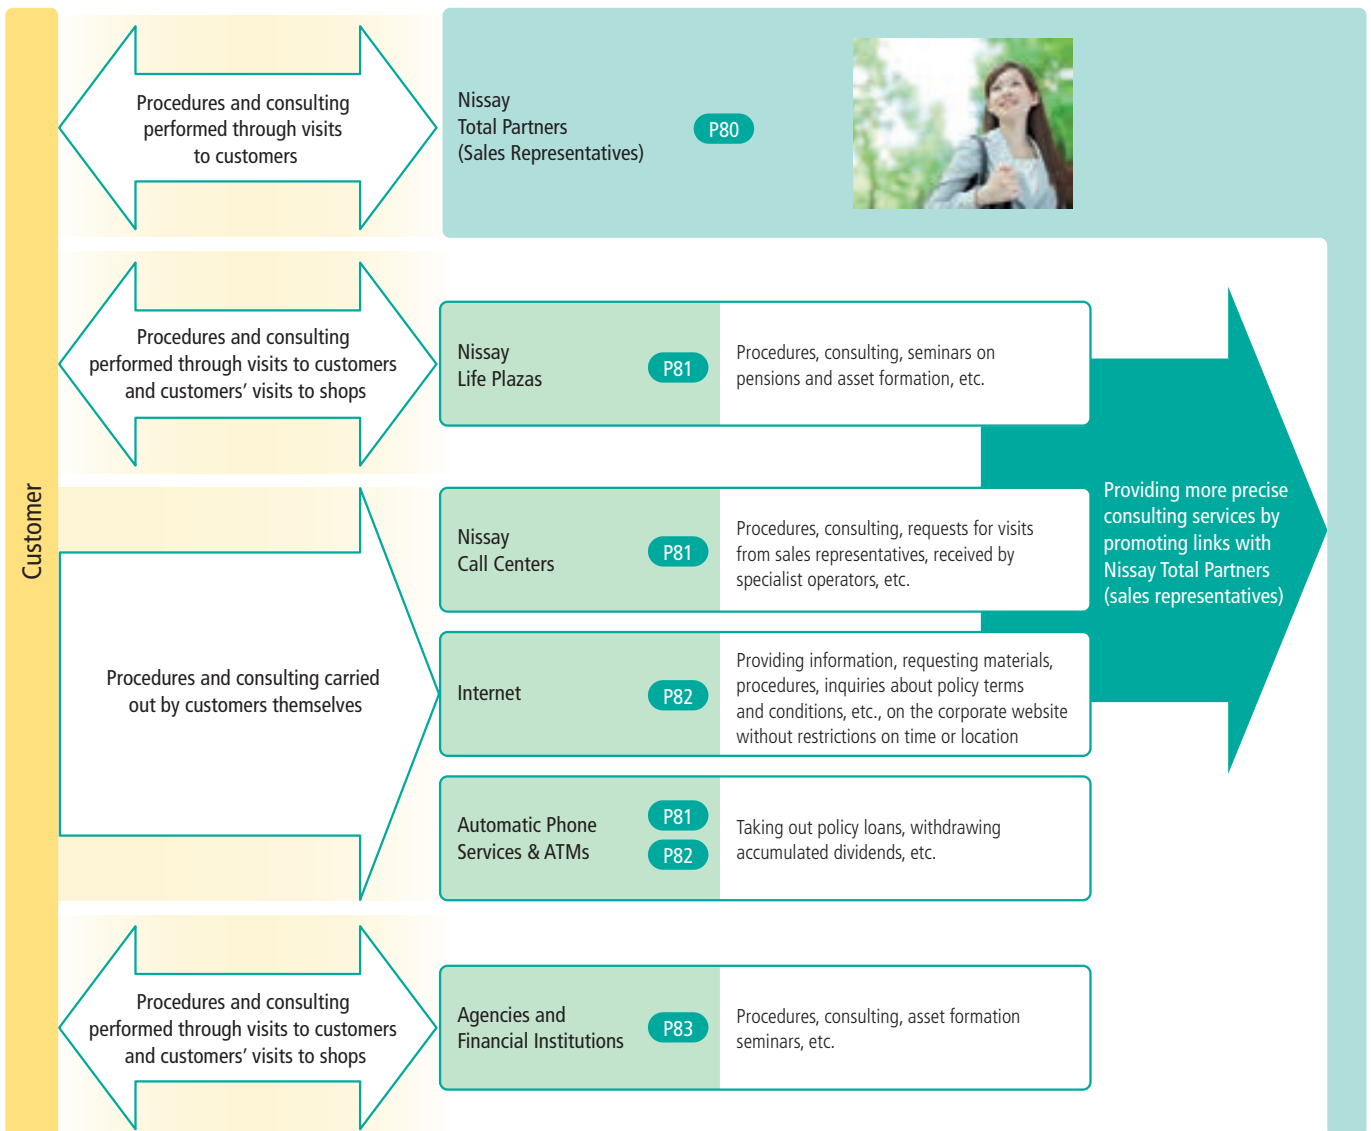 Customer
Procedures and consulting
performed through visits
to customers
Nissay
Total Partners
(Sales Representatives)
P80
Procedures and consulting
performed through visits to customers
and customers’ visits to shops
Nissay
Life Plazas
P81
Procedures, consulting, seminars on
pensions and asset formation, etc.
Procedures and consulting carried
out by customers themselves
Nissay
Call Centers
P81
Procedures, consulting, requests for visits
from sales representatives, received by
specialist operators, etc.
Internet
P82
Providing information, requesting materials,
procedures, inquiries about policy terms
and conditions, etc., on the corporate website
without restrictions on time or location
Automatic Phone
Services & ATMs
P81
P82
Taking out policy loans, withdrawing
accumulated dividends, etc.
Providing more precise
consulting services by
promoting links with
Nissay Total Partners
(sales representatives)
Procedures and consulting
performed through visits to customers
and customers’ visits to shops
Agencies and
Financial Institutions
P83
Procedures, consulting, asset formation
seminars, etc.